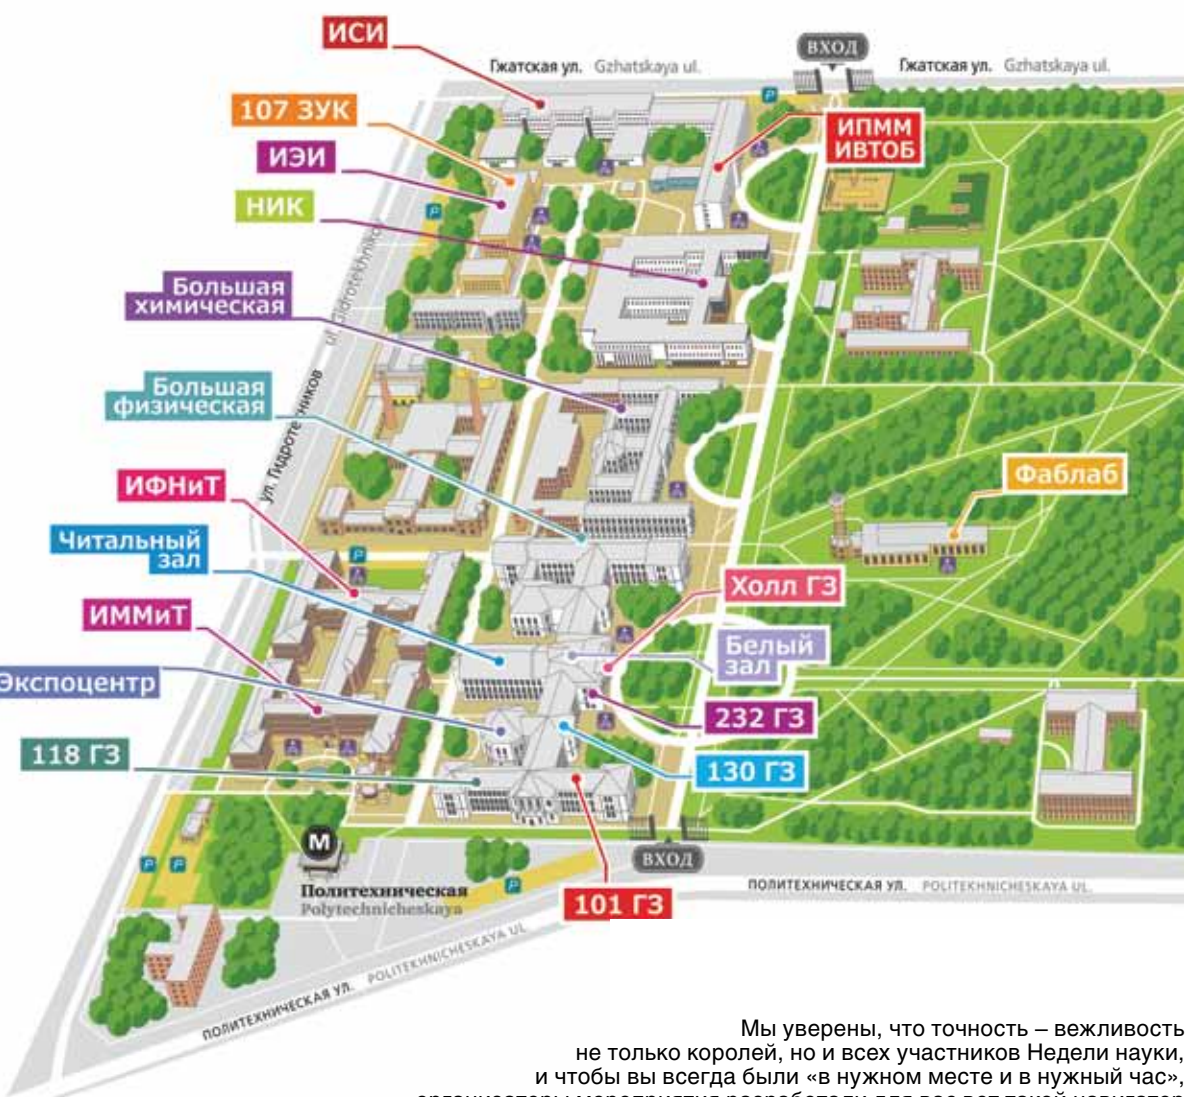 ИСИ
ВХОД
Гжатская ул. Gzhatskaya ul.
Гжатская ул. Gzhatskaya ul.
107 ЗУК
ИПММ
ИВТОБ
ИЭИ
НИК
ul. Gidrotekhnikov
Большая
химическая
Большая
физическая
ул. Гидротехников
ИФНиТ
Фаблаб
Читальный
зал
Холл ГЗ
ИММиТ
Белый
зал
Экспоцентр
232 ГЗ
118 ГЗ
130 ГЗ
М
ВХОД
Политехническая
Polytechnicheskaya
101 ГЗ
ПОЛИТЕХНИЧЕСКАЯ УЛ. POLITEKHNICHESKAYA UL.
ПОЛИТЕХНИЧЕСКАЯ УЛ. POLITEKHNICHESKAYA UL.
P
P
P
P
P
P
Мы уверены, что точность – вежливость
не только королей, но и всех участников Недели науки,
и чтобы вы всегда были «в нужном месте и в нужный час»,